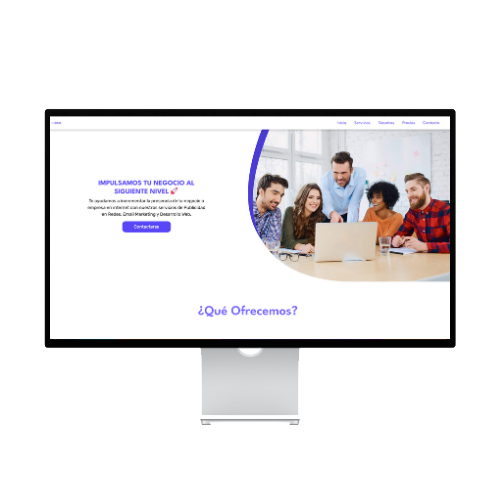 Inicio Servicios Nosotros Precios Contacto
IMPULSAMOS TU NEGOCIO AL
SIGUIENTE NIVEL 🚀
Te ayudamos a incrementar la presencia de tu negocio o
empresa en internet con nuestros servicios de Publicidad
en Redes, Email Marketing y Desarrollo Web.
Contáctanos
¿Qué Ofrecemos?